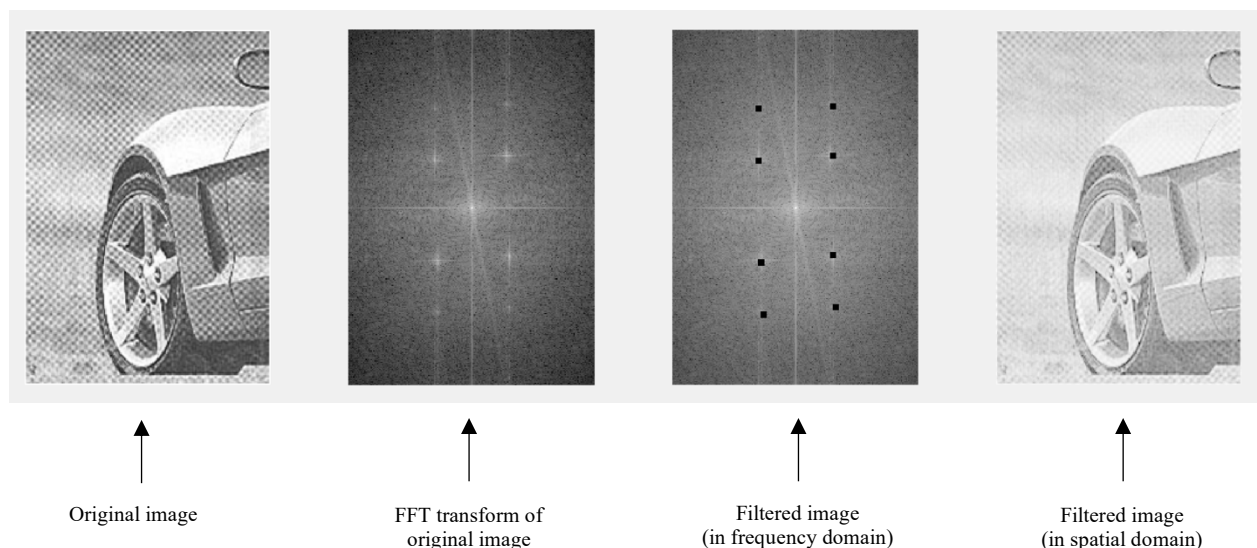 Original image
FFT transform of
original image
Filtered image
(in frequency domain)
Filtered image
(in spatial domain)